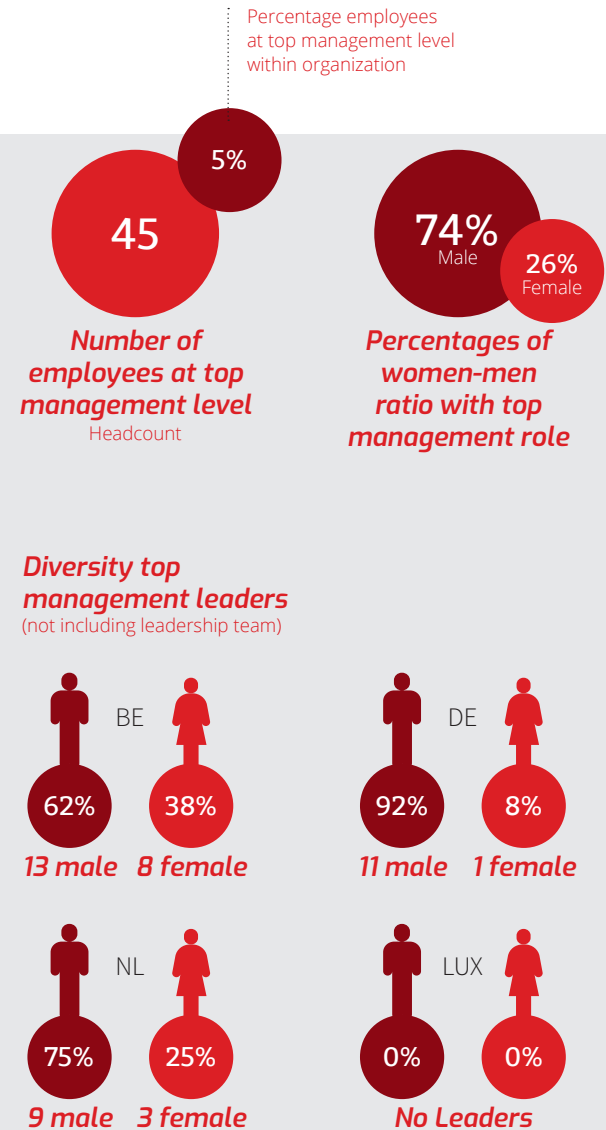 Percentage employees
at top management level
within organization
5%
45
Number of
employees at top
management level
Headcount
74%
Male
26%
Female
Percentages of
women-men
ratio with top
management role
Diversity top
management leaders
(not including leadership team)
BE
62%
38%
13 male 8 female
DE
92%
8%
11 male 1 female
NL
75%
25%
9 male 3 female
LUX
0%
0%
No Leaders